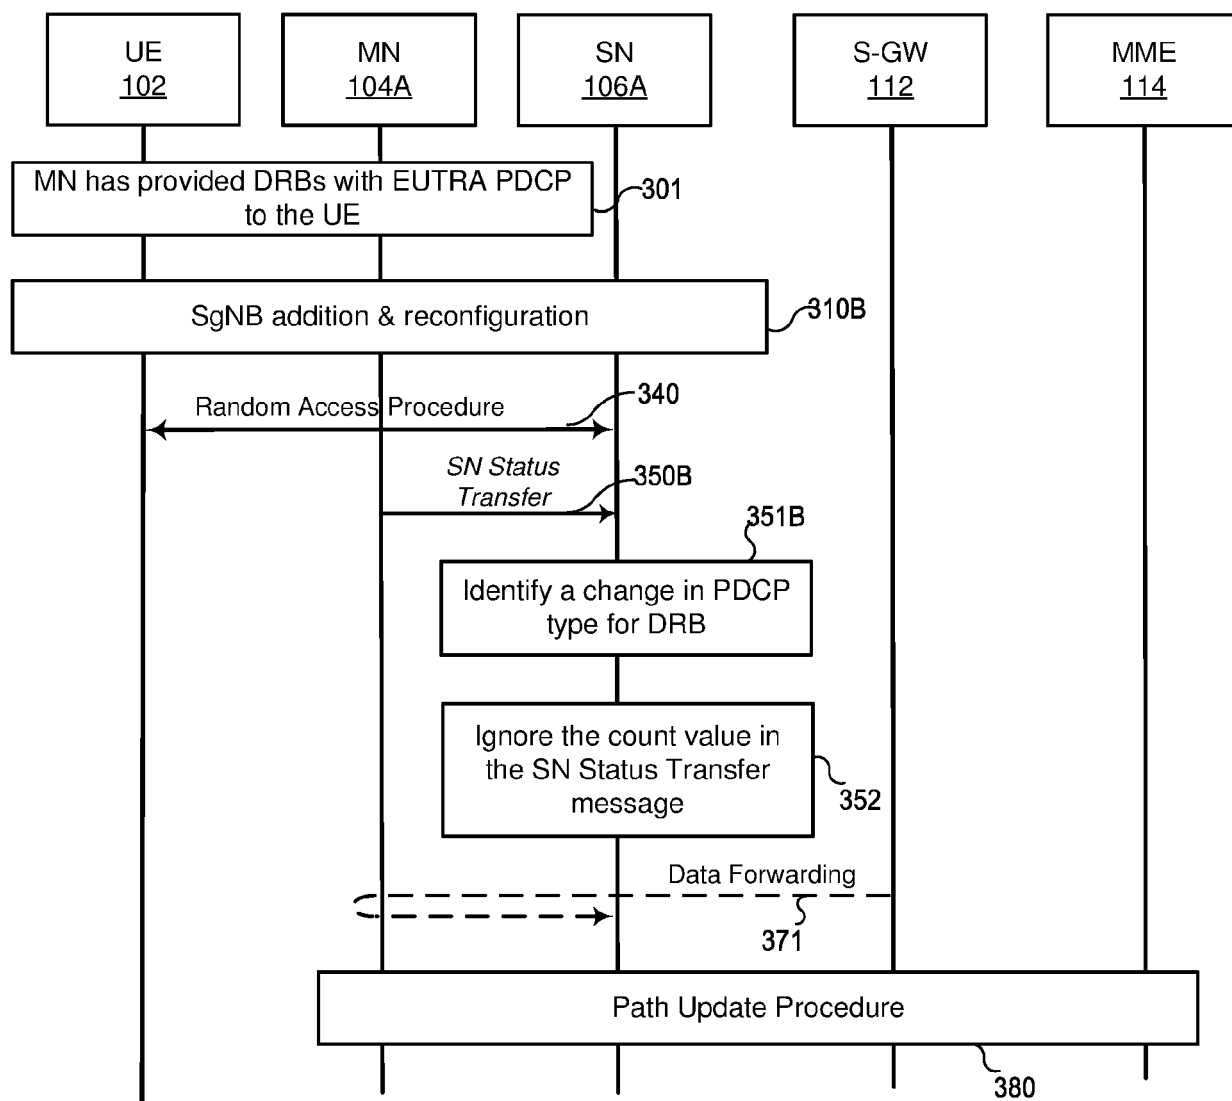 UE
102
MN
104A
SN
106A
S-GW
112
MME
114
MN has provided DRBs with EUTRA PDCP
to the UE
301
SgNB addition & reconfiguration
310B
Random Access Procedure
340
SN Status
Transfer
350B
351B
Identify a change in PDCP
type for DRB
Ignore the count value in
the SN Status Transfer
message
352
Data Forwarding
371
Path Update Procedure
380